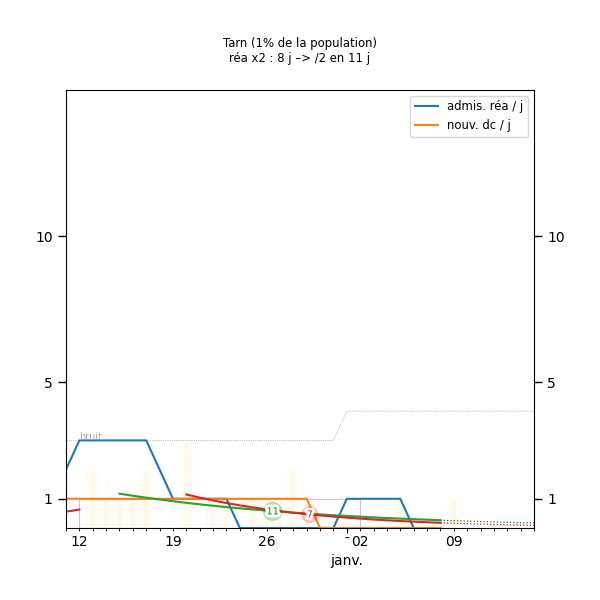 Tarn (1% de la population)
réa x2 : 8 j –> /2 en 11 j
admis. réa / j
nouv. dc / j
10
10
5
5
bruit
1
1
11
7
12
19
26
02
09
janv.